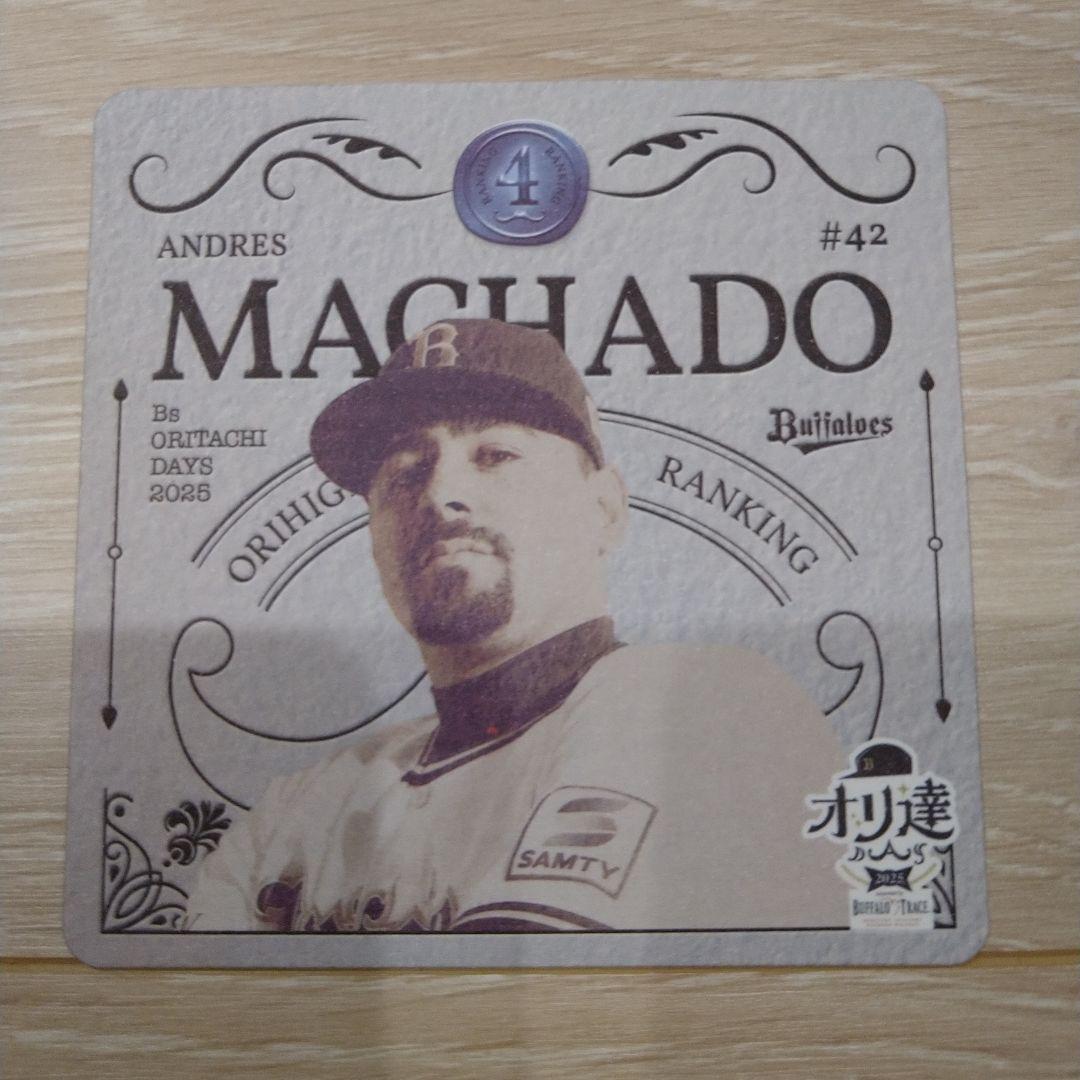 RANKING 4 RANKING
ANDRES
#42
MACHADO
Bs
ORITACHI
DAYS
2025
Buffaloes
ORIHIG
RANKING
B
SAMTY
B
オリ達
DAYS
2025
BUFFALO TRACE